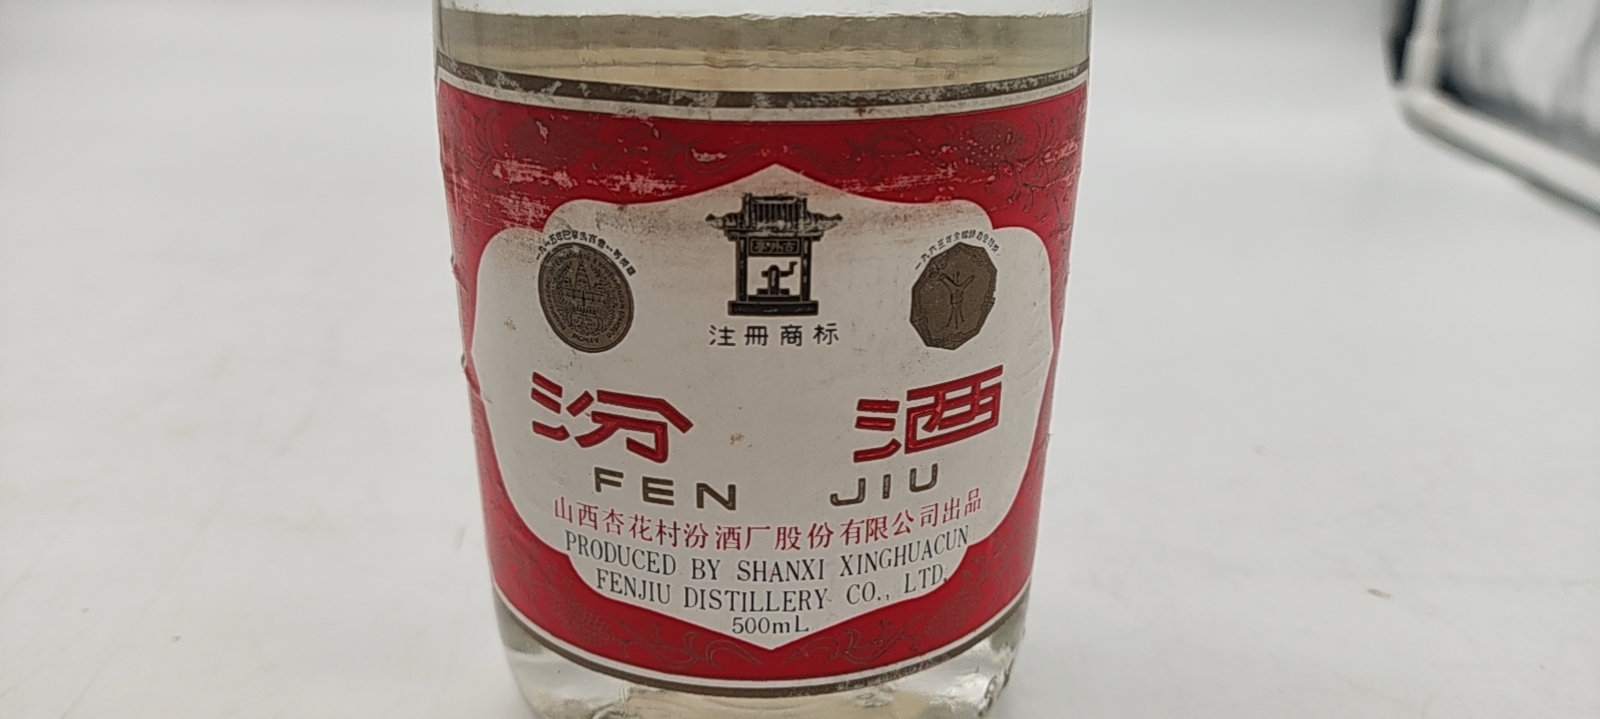 注冊商标
汾 酒
FEN JIU
山西杏花村汾酒厂股份有限公司出品
PRODUCED BY SHANXI XINGHUACUN
FENJIU DISTILLERY CO., LTD.
500mL